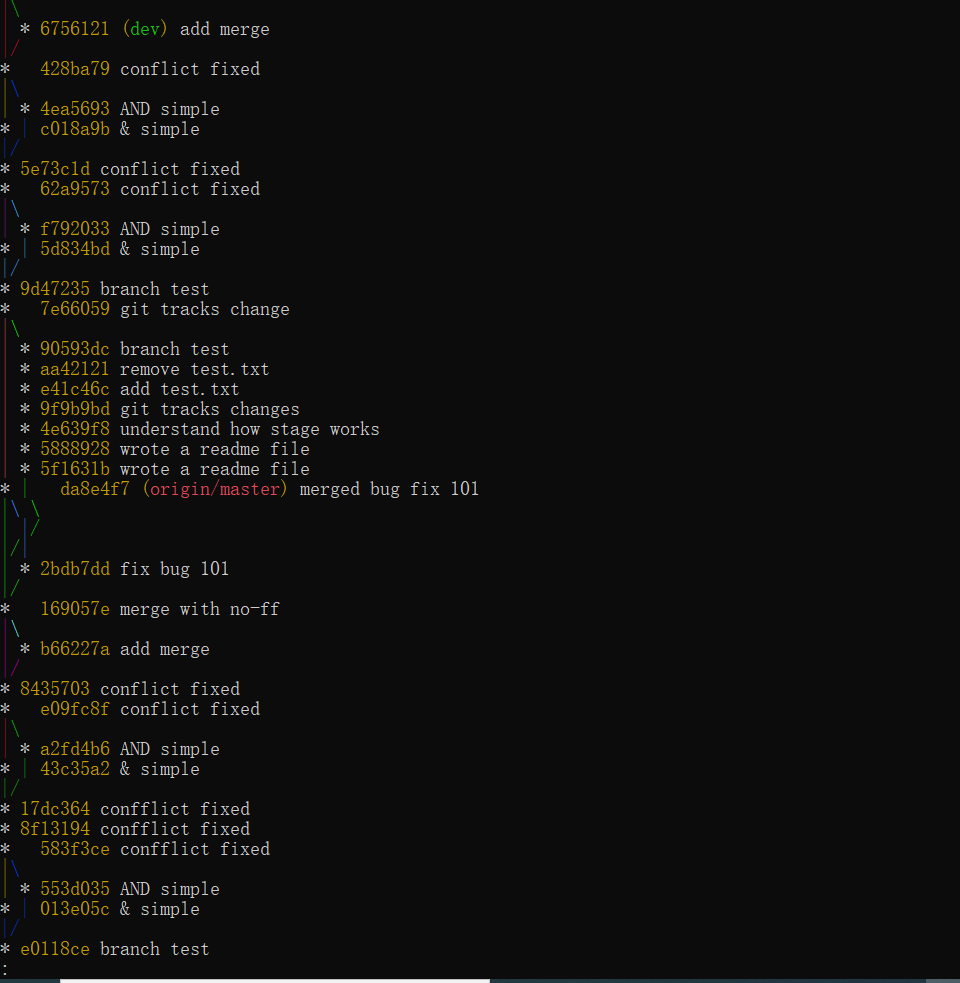 * 6756121 (dev) add merge
* 428ba79 conflict fixed
* 4ea5693 AND simple
* c018a9b & simple
* 5e73c1d conflict fixed
* 62a9573 conflict fixed
* f792033 AND simple
* 5d834bd & simple
* 9d47235 branch test
* 7e66059 git tracks change
* 90593dc branch test
* aa42121 remove test.txt
* e41c46c add test.txt
* 9f9b9bd git tracks changes
* 4e639f8 understand how stage works
* 5888928 wrote a readme file
* 5f1631b wrote a readme file
* da8e4f7 (origin/master) merged bug fix 101
* 2bdb7dd fix bug 101
* 169057e merge with no-ff
* b66227a add merge
* 8435703 conflict fixed
* e09fc8f conflict fixed
* a2fd4b6 AND simple
* 43c35a2 & simple
* 17dc364 confflict fixed
* 8f13194 confflict fixed
* 583f3ce confflict fixed
* 553d035 AND simple
* 013e05c & simple
* e0118ce branch test
: